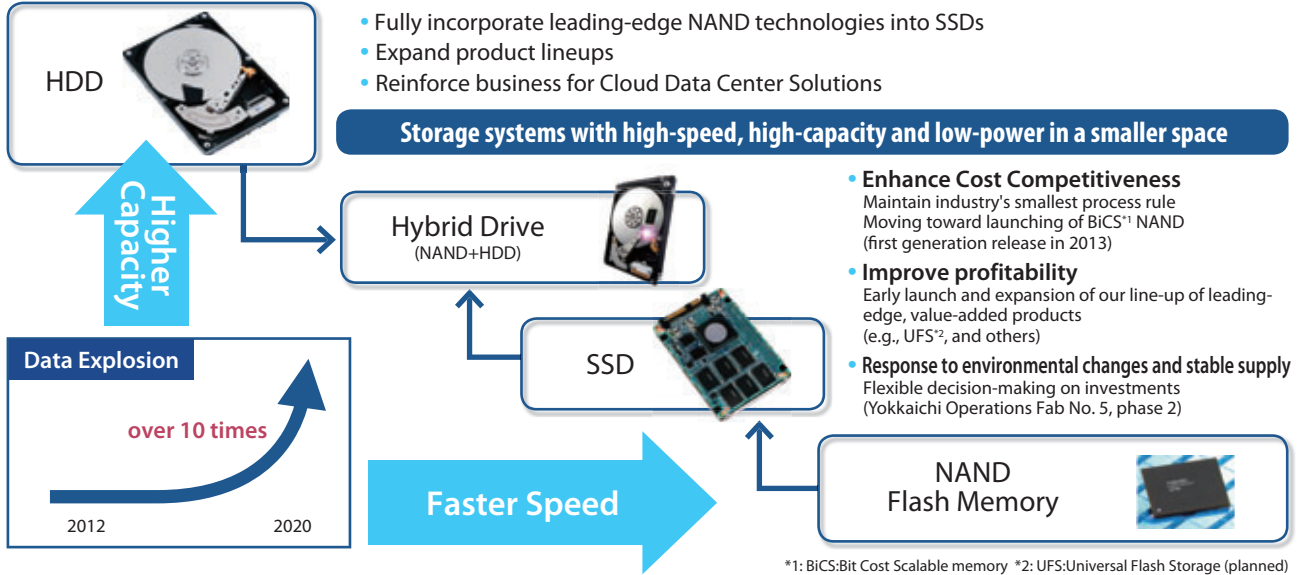 HDD
• Fully incorporate leading-edge NAND technologies into SSDs
• Expand product lineups
• Reinforce business for Cloud Data Center Solutions
Storage systems with high-speed, high-capacity and low-power in a smaller space
Higher
Capacity
Hybrid Drive
(NAND+HDD)
• Enhance Cost Competitiveness
Maintain industry's smallest process rule
Moving toward launching of BiCS*1 NAND
(first generation release in 2013)
• Improve profitability
Early launch and expansion of our line-up of leading-
edge, value-added products
(e.g., UFS*2, and others)
• Response to environmental changes and stable supply
Flexible decision-making on investments
(Yokkaichi Operations Fab No. 5, phase 2)
SSD
Data Explosion
over 10 times
2012
2020
Faster Speed
NAND
Flash Memory
*1: BiCS:Bit Cost Scalable memory *2: UFS:Universal Flash Storage (planned)